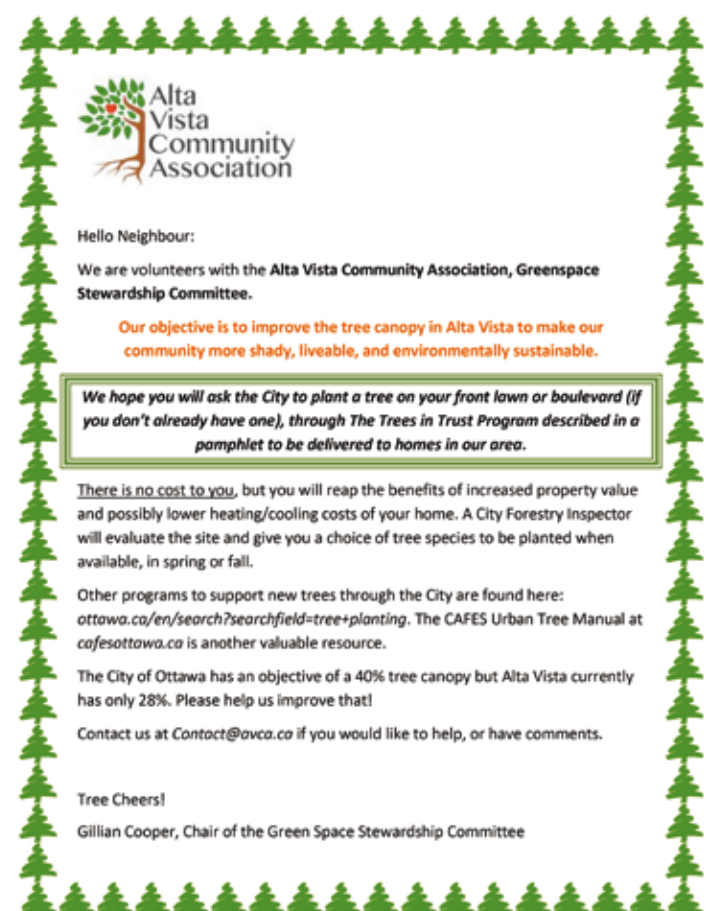 Alta
Vista
Community
Association
Hello Neighbour:
We are volunteers with the Alta Vista Community Association, Greenspace
Stewardship Committee.
Our objective is to improve the tree canopy in Alta Vista to make our
community more shady, liveable, and environmentally sustainable.
We hope you will ask the City to plant a tree on your front lawn or boulevard (if
you don't already have one), through The Trees in Trust Program described in a
pamphlet to be delivered to homes in our area.
There is no cost to you, but you will reap the benefits of increased property value
and possibly lower heating/cooling costs of your home. A City Forestry Inspector
will evaluate the site and give you a choice of tree species to be planted when
available, in spring or fall.
Other programs to support new trees through the City are found here:
ottawa.ca/en/search?searchfield=tree+planting. The CAFES Urban Tree Manual at
cafesottawa.ca is another valuable resource.
The City of Ottawa has an objective of a 40% tree canopy but Alta Vista currently
has only 28%. Please help us improve that!
Contact us at Contact@avca.ca if you would like to help, or have comments.
Tree Cheers!
Gillian Cooper, Chair of the Green Space Stewardship Committee